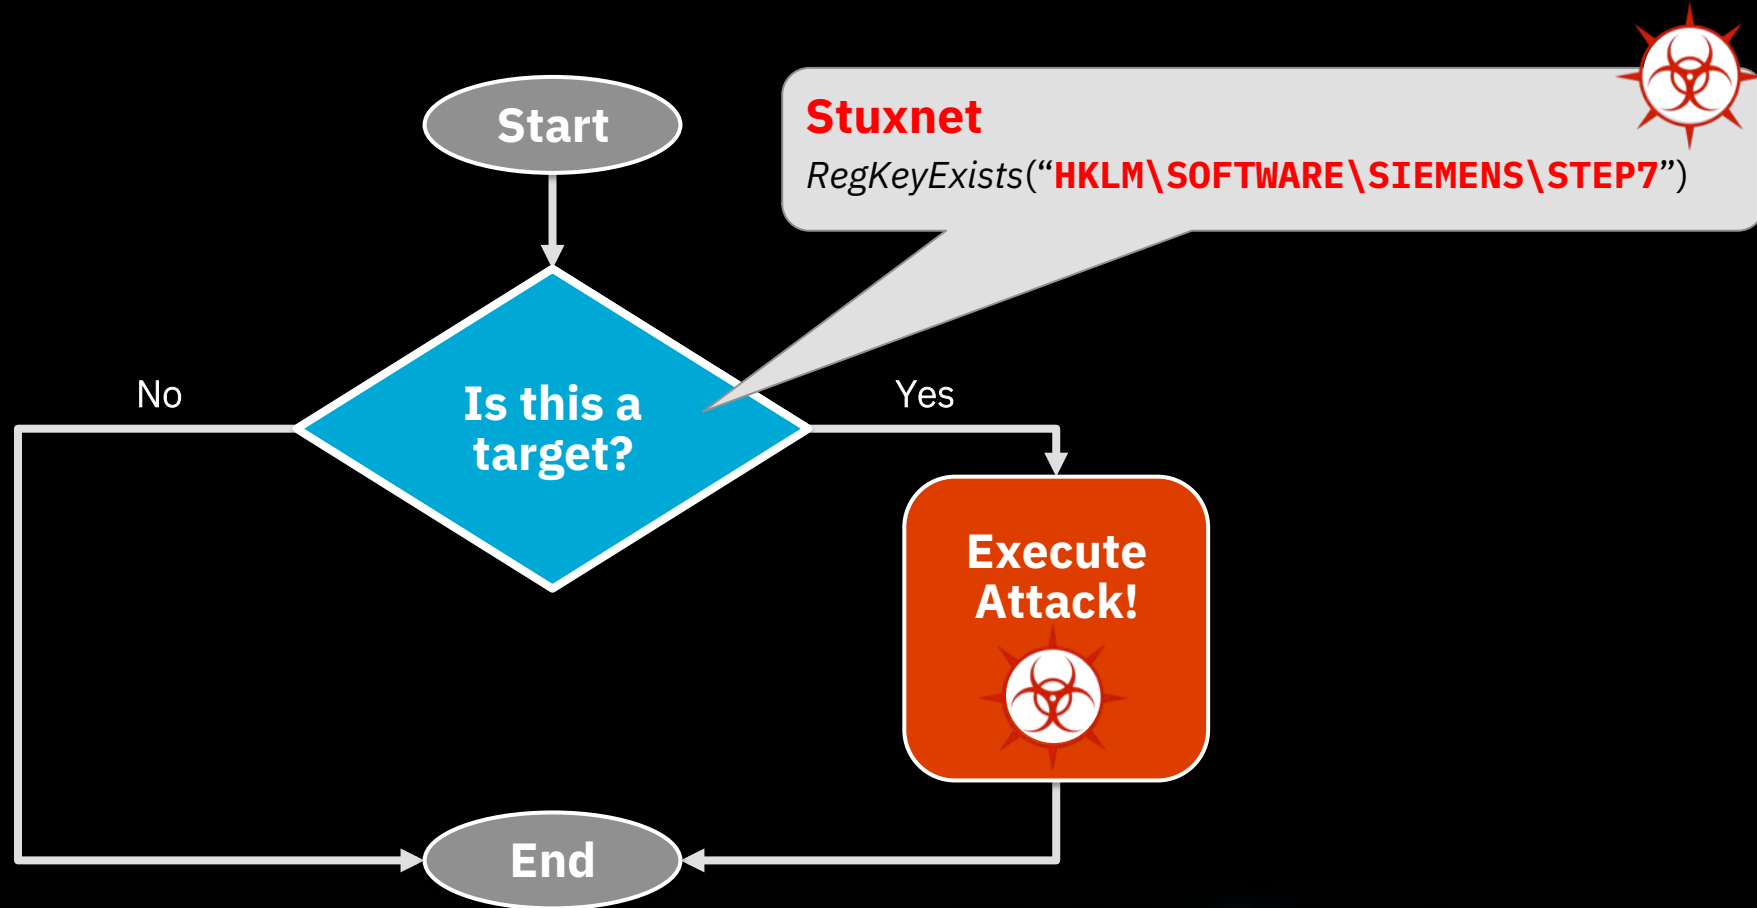 Start
Stuxnet
RegKeyExists(“HKLM\SOFTWARE\SIEMENS\STEP7”)
No
Is this a
target?
Yes
Execute
Attack!
End